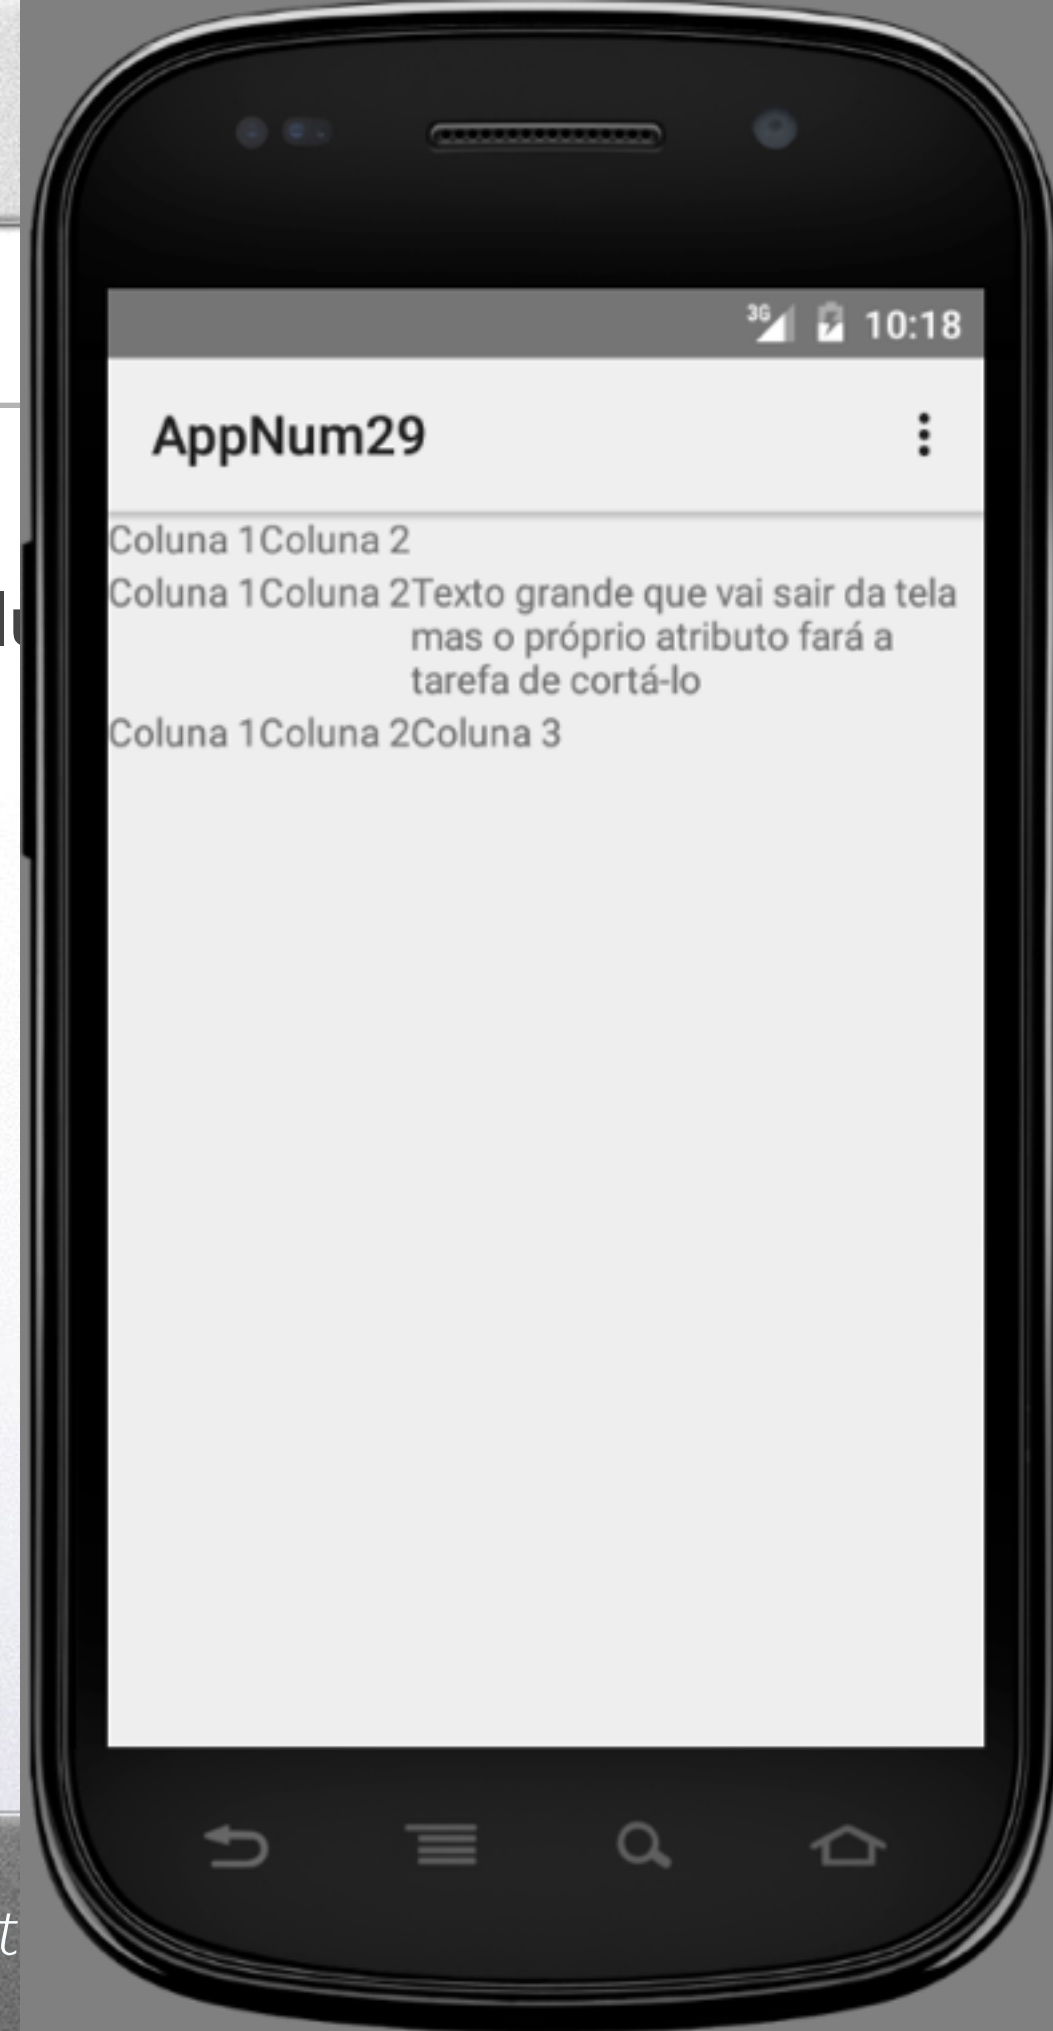 3G 10:18
AppNum29
Coluna 1Coluna 2
Coluna 1Coluna 2Texto grande que vai sair da tela
mas o próprio atributo fará a
tarefa de cortá-lo
Coluna 1Coluna 2Coluna 3